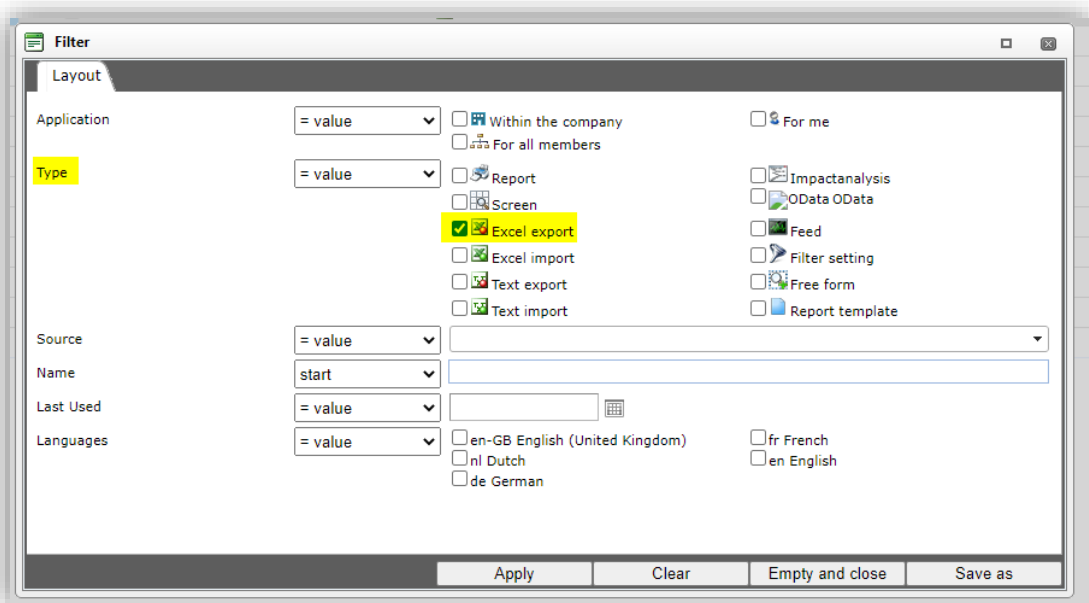 Filter
Layout
Application = value Within the company For me
For all members
Type = value Report Impactanalysis
Screen OData OData
Excel export Feed
Excel import Filter setting
Text export Free form
Text import Report template
Source = value
Name start
Last Used = value
Languages = value en-GB English (United Kingdom) fr French
nl Dutch en English
de German
Apply Clear Empty and close Save as